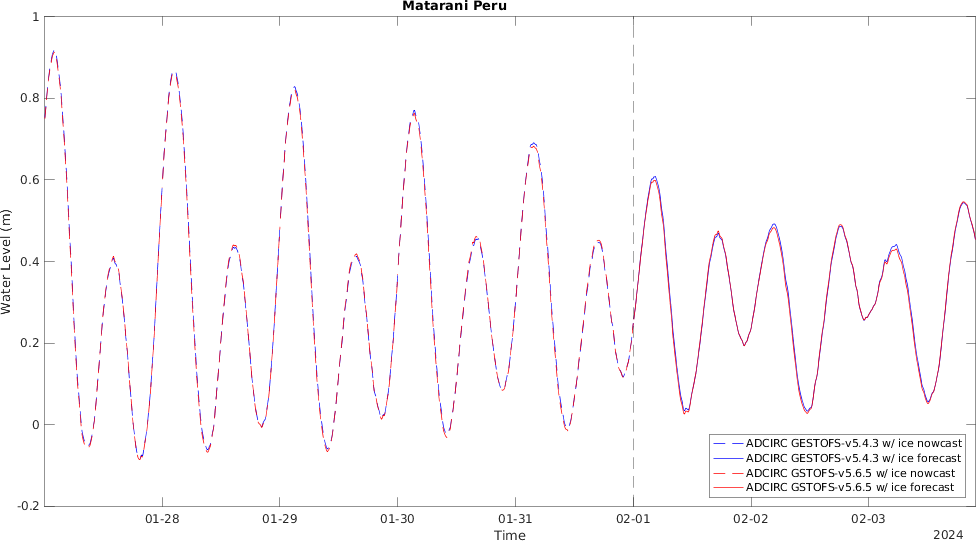 Matarani Peru
1
0.8
0.6
0.4
0.2
0
-0.2
Water Level (m)
01-28
01-29
01-30
01-31
02-01
02-02
02-03
Time
2024
ADCIRC GESTOFS-v5.4.3 w/ ice nowcast
ADCIRC GESTOFS-v5.4.3 w/ ice forecast
ADCIRC GSTOFS-v5.6.5 w/ ice nowcast
ADCIRC GSTOFS-v5.6.5 w/ ice forecast